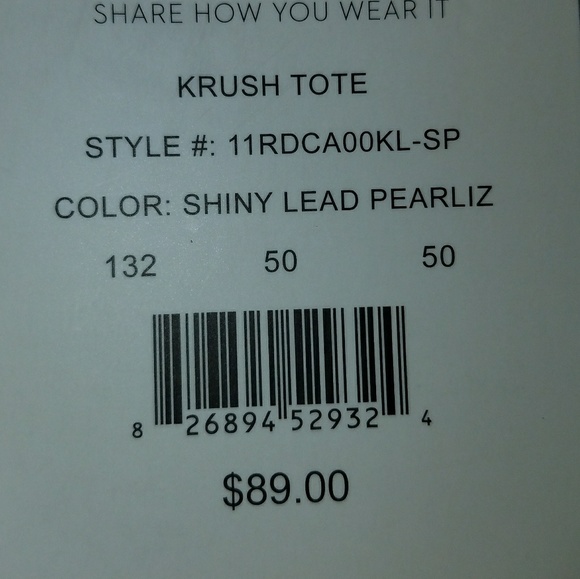 SHARE HOW YOU WEAR IT
KRUSH TOTE
STYLE #: 11RDCA00KL-SP
COLOR: SHINY LEAD PEARLIZ
132 50 50
8 26894 52932 4
$89.00